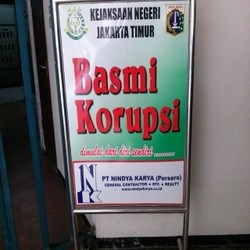 KEJAKSAAN NEGERI
JAKARTA TIMUR
Basmi
Korupsi
dimulai dari diri sendiri ..........
PT NINDYA KARYA (Persero)
GENERAL CONTRACTOR • EPC • REALTY
www.nindyakarya.co.id